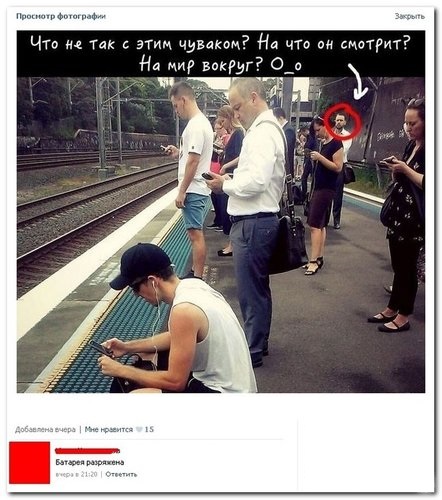 Просмотр фотографии
Закрыть
Что не так с этим чуваком? На что он смотрит?
На мир вокруг? О_о
Добавлена вчера | Мне нравится 15
Батарея разряжена
вчера в 21:20 | Ответить